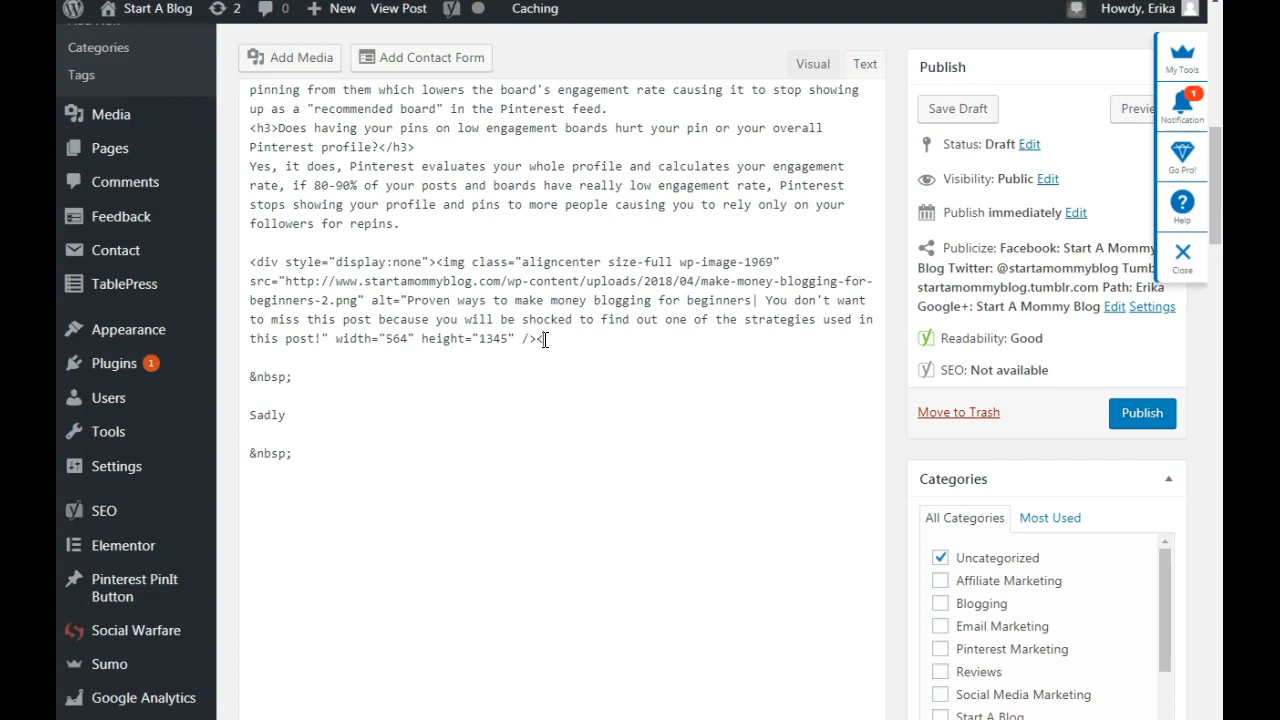 Start A Blog
2
0
New
View Post
Caching
Howdy, Erika
Categories
Tags
Media
Pages
Comments
Feedback
Contact
TablePress
Appearance
Plugins 1
Users
Tools
Settings
SEO
Elementor
Pinterest PinIt
Button
Social Warfare
Sumo
Google Analytics
Add Media
Add Contact Form
Visual
Text
pinning from them which lowers the board's engagement rate causing it to stop showing
up as a "recommended board" in the Pinterest feed.
<h3>Does having your pins on low engagement boards hurt your pin or your overall
Pinterest profile?</h3>
Yes, it does, Pinterest evaluates your whole profile and calculates your engagement
rate, if 80-90% of your posts and boards have really low engagement rate, Pinterest
stops showing your profile and pins to more people causing you to rely only on your
followers for repins.
<div style="display:none"><img class="aligncenter size-full wp-image-1969"
src="http://www.startamommyblog.com/wp-content/uploads/2018/04/make-money-blogging-for-
beginners-2.png" alt="Proven ways to make money blogging for beginners| You don't want
to miss this post because you will be shocked to find out one of the strategies used in
this post!" width="564" height="1345" /><
&nbsp;
Sadly
&nbsp;
Publish
Save Draft
Previe
Status: Draft Edit
Visibility: Public Edit
Publish immediately Edit
Publicize: Facebook: Start A Mommy
Blog Twitter: @startamommyblog Tumb
startamommyblog.tumblr.com Path: Erika
Google+: Start A Mommy Blog Edit Settings
Readability: Good
SEO: Not available
Move to Trash
Publish
Categories
All Categories
Most Used
Uncategorized
Affiliate Marketing
Blogging
Email Marketing
Pinterest Marketing
Reviews
Social Media Marketing
Start A Blog
My Tools
1
Notification
Go Pro!
Help
Close